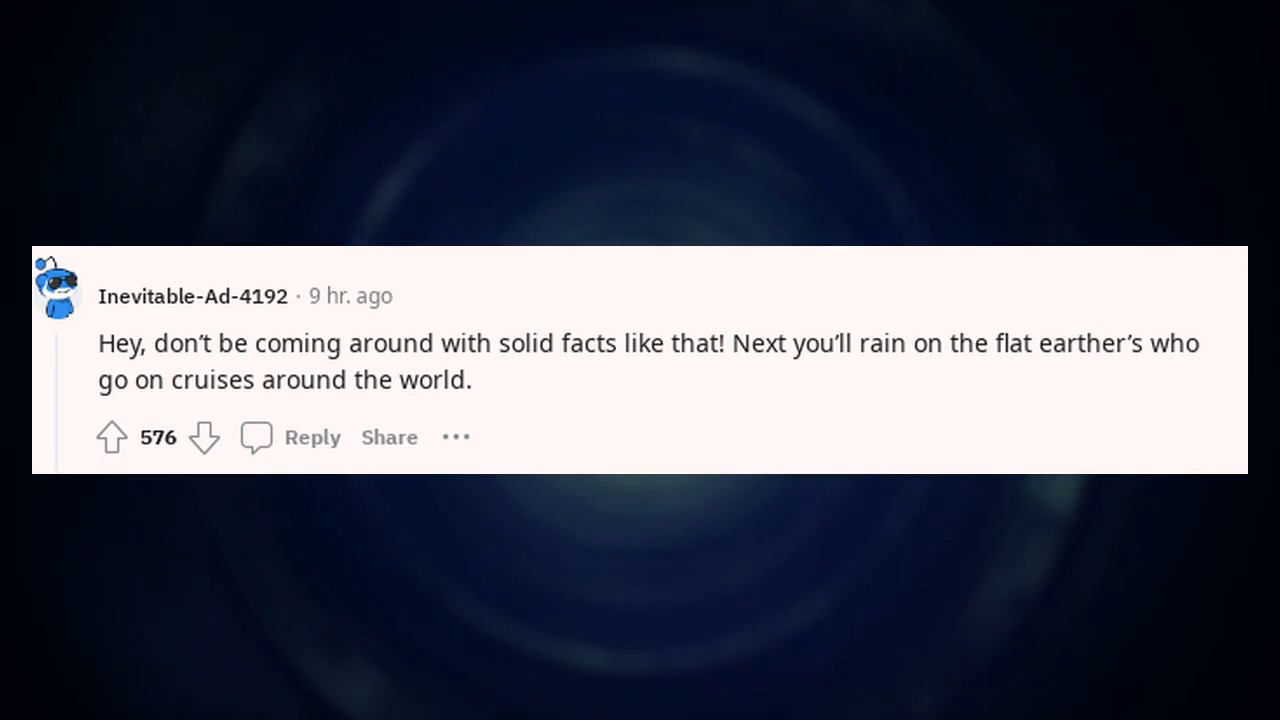 Inevitable-Ad-4192 · 9 hr. ago
Hey, don’t be coming around with solid facts like that! Next you’ll rain on the flat earther’s who
go on cruises around the world.
576 Reply Share ···